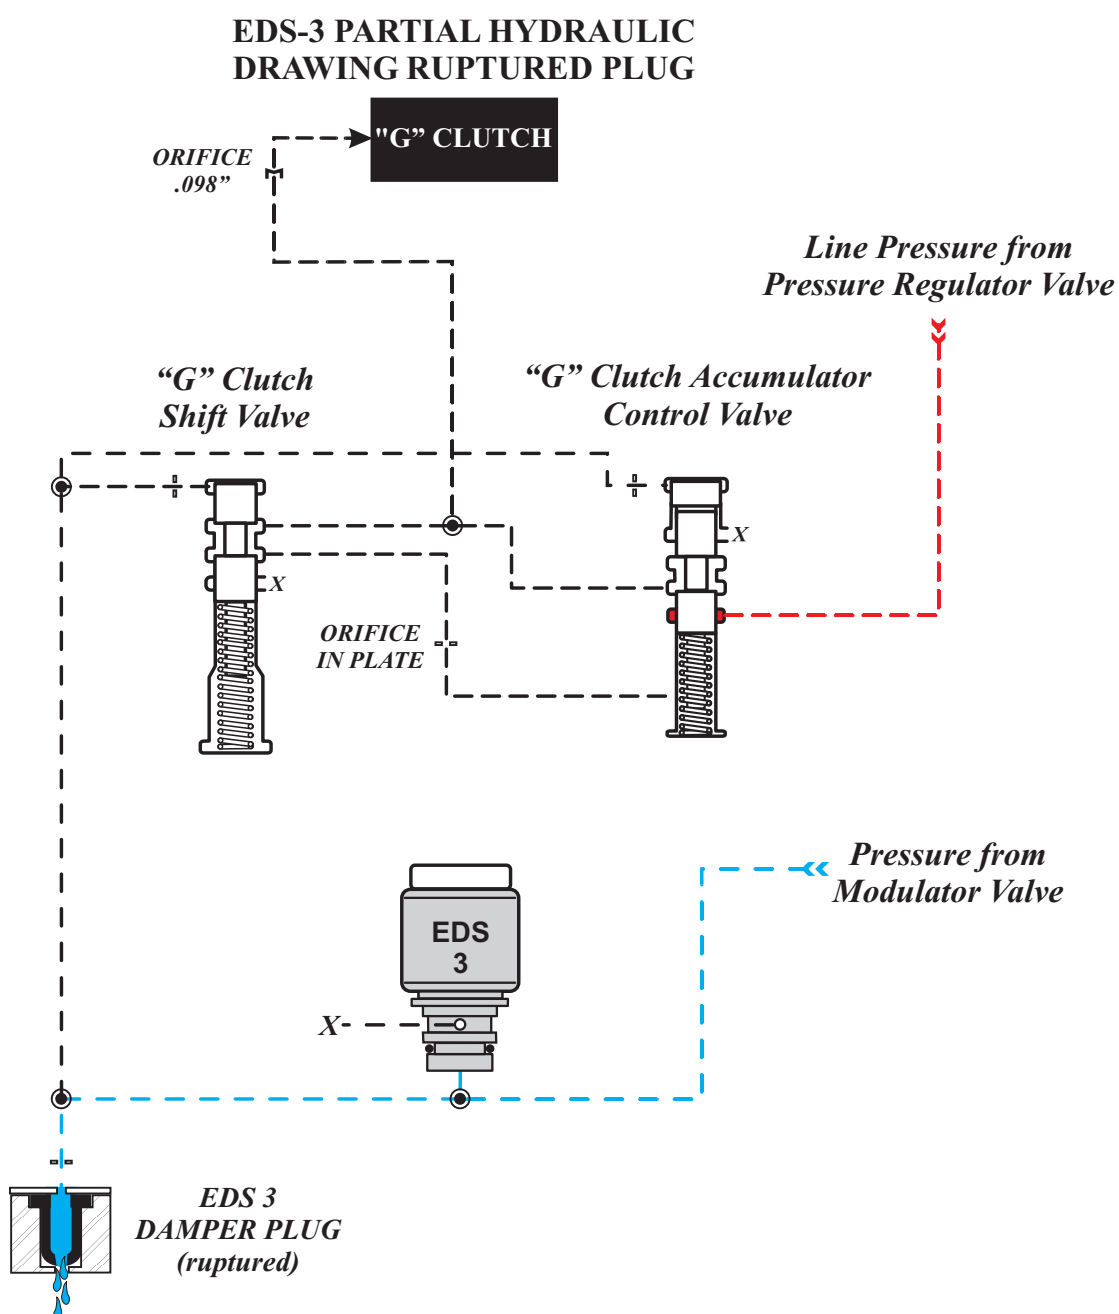 EDS-3 PARTIAL HYDRAULIC
DRAWING RUPTURED PLUG
"G” CLUTCH
ORIFICE
.098”
Line Pressure from
Pressure Regulator Valve
“G” Clutch
Shift Valve
“G” Clutch Accumulator
Control Valve
X
X
ORIFICE
IN PLATE
Pressure from
Modulator Valve
EDS
3
X
EDS 3
DAMPER PLUG
(ruptured)